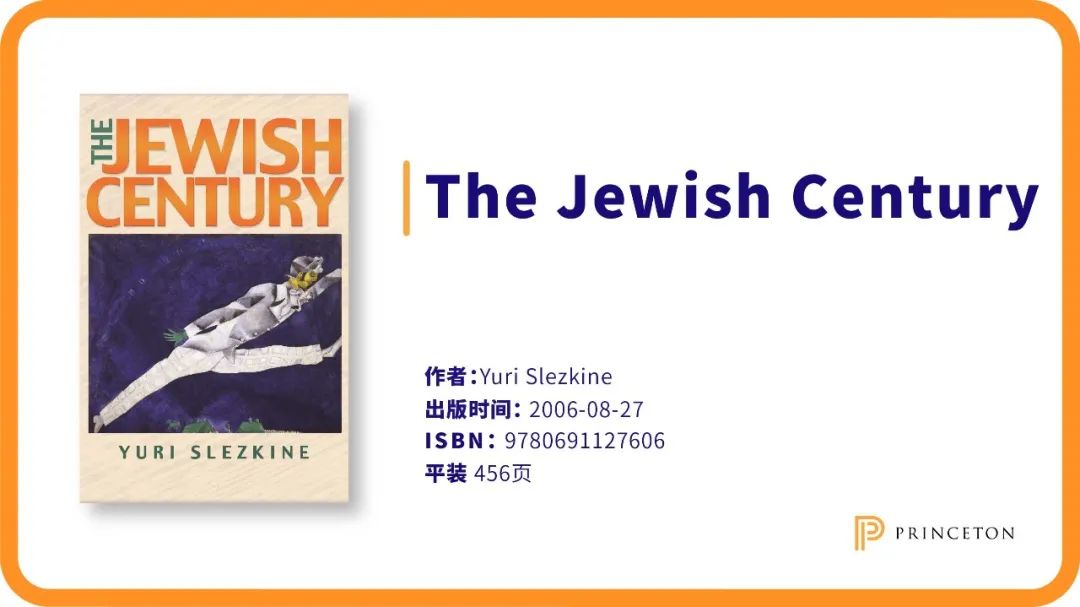 THE
JEWISH
CENTURY
YURI SLEZKINE
The Jewish Century
作者：Yuri Slezkine
出版时间： 2006-08-27
ISBN： 9780691127606
平装 456页
PRINCETON